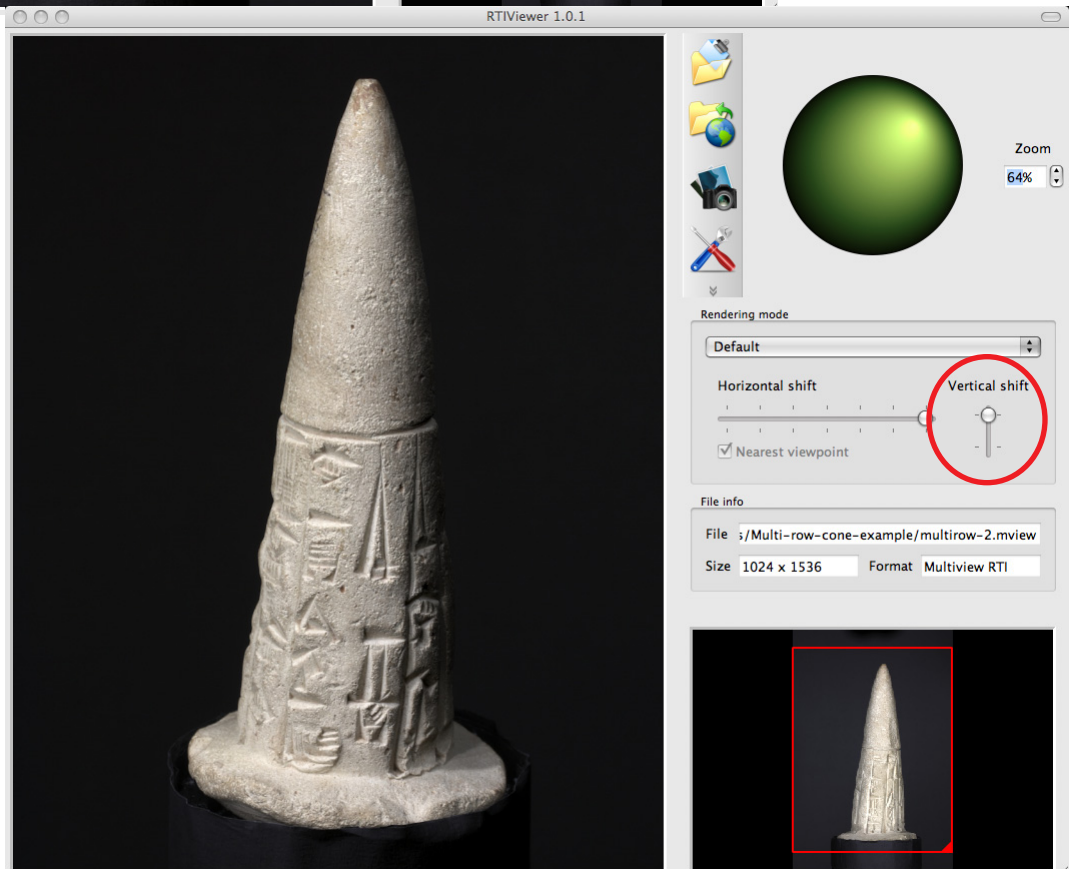 RTIViewer 1.0.1
Zoom
64%
Rendering mode
Default
Horizontal shift
Vertical shift
Nearest viewpoint
File info
File s/Multi-row-cone-example/multirow-2.mview
Size 1024 x 1536 Format Multiview RTI